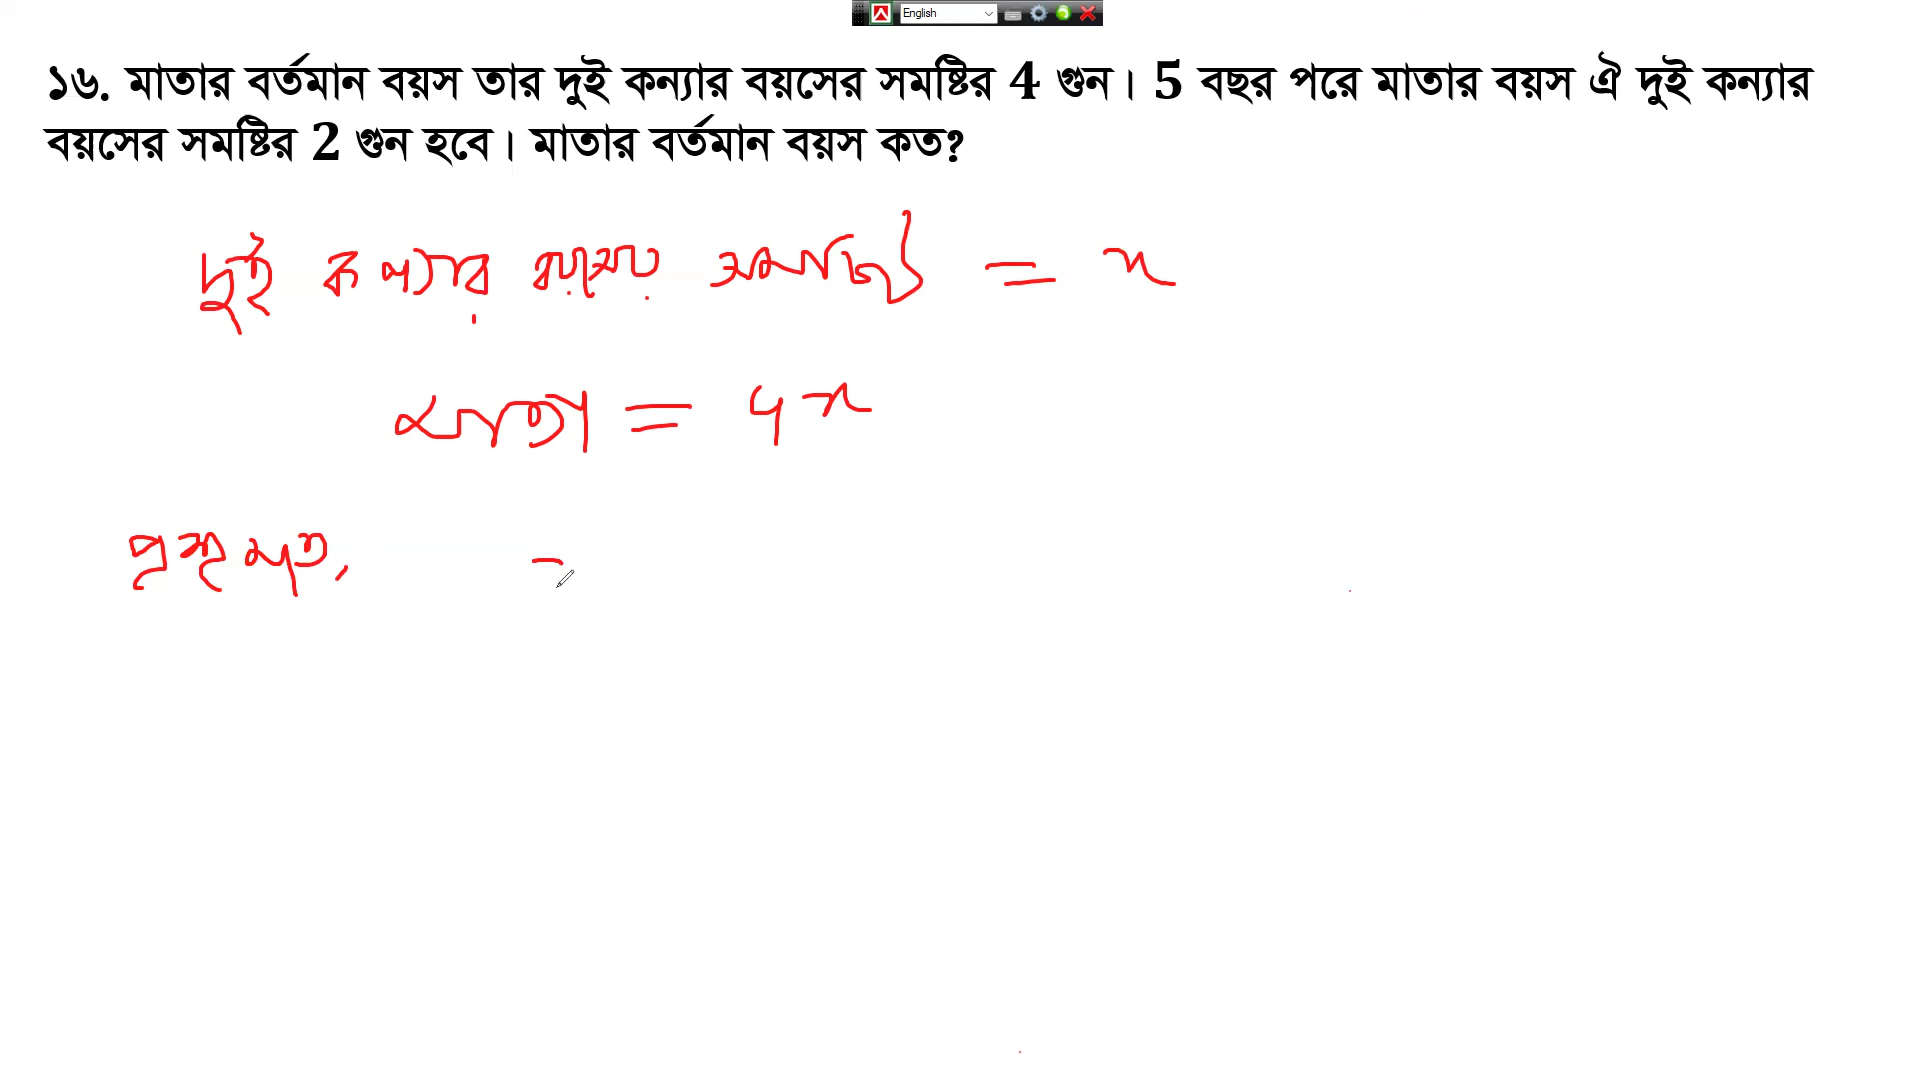 English
১৬. মাতার বর্তমান বয়স তার দুই কন্যার বয়সের সমষ্টির 4 গুন। 5 বছর পরে মাতার বয়স ঐ দুই কন্যার
বয়সের সমষ্টির 2 গুন হবে। মাতার বর্তমান বয়স কত?
দুই কন্যার বয়সের সমষ্টি = x
মাতা = 4x
প্রশ্নমতে,